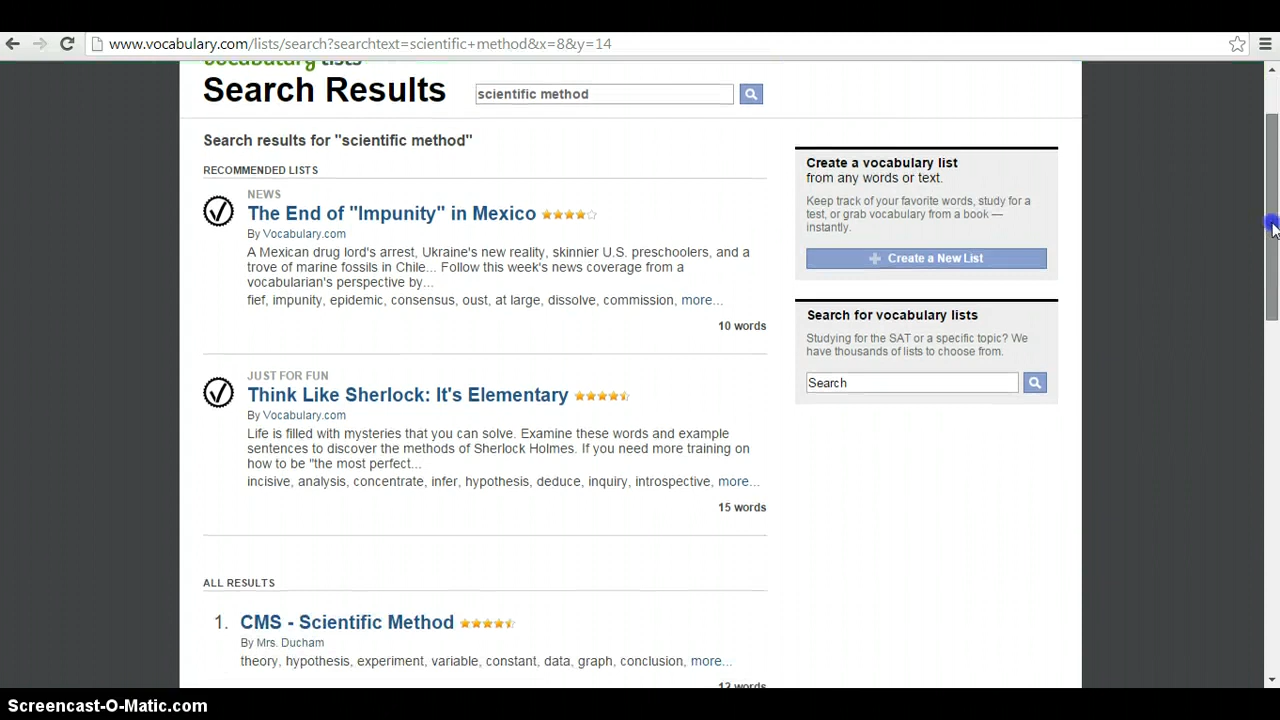 www.vocabulary.com/lists/search?searchtext=scientific+method&x=8&y=14
vocabulary lists
Search Results
scientific method
Search results for "scientific method"
RECOMMENDED LISTS
NEWS
The End of "Impunity" in Mexico
By Vocabulary.com
A Mexican drug lord's arrest, Ukraine's new reality, skinnier U.S. preschoolers, and a
trove of marine fossils in Chile... Follow this week's news coverage from a
vocabularian's perspective by...
fief, impunity, epidemic, consensus, oust, at large, dissolve, commission, more...
10 words
JUST FOR FUN
Think Like Sherlock: It's Elementary
By Vocabulary.com
Life is filled with mysteries that you can solve. Examine these words and example
sentences to discover the methods of Sherlock Holmes. If you need more training on
how to be "the most perfect...
incisive, analysis, concentrate, infer, hypothesis, deduce, inquiry, introspective, more...
15 words
ALL RESULTS
1. CMS - Scientific Method
By Mrs. Ducham
theory, hypothesis, experiment, variable, constant, data, graph, conclusion, more...
12 words
Create a vocabulary list
from any words or text.
Keep track of your favorite words, study for a
test, or grab vocabulary from a book —
instantly.
Create a New List
Search for vocabulary lists
Studying for the SAT or a specific topic? We
have thousands of lists to choose from.
Search
Screencast-O-Matic.com